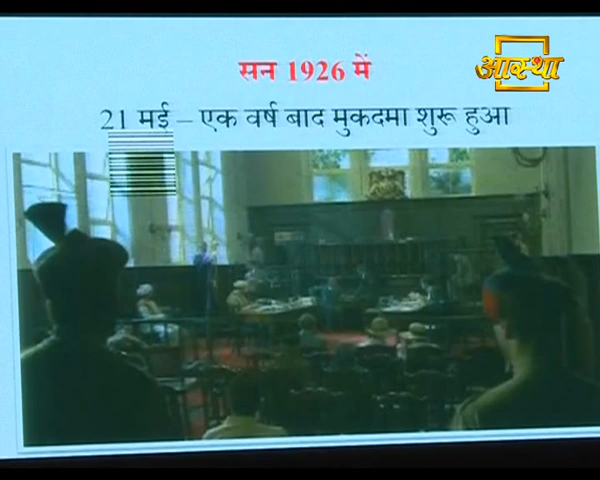 आस्था
सन 1926 में
21 मई – एक वर्ष बाद मुकदमा शुरू हुआ